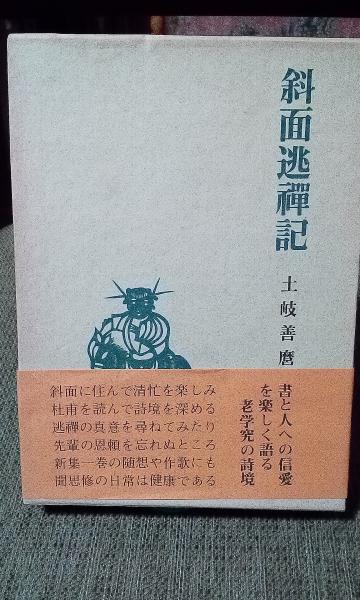 斜面逃禪記
土岐善麿
書と人への信愛
を楽しく語る
老学究の詩境
斜面に住んで清忙を楽しみ
杜甫を読んで詩境を深める
逃禪の真意を尋ねてみたり
先輩の恩頼を忘れぬところ
新集一巻の随想や作歌にも
聞思修の日常は健康である